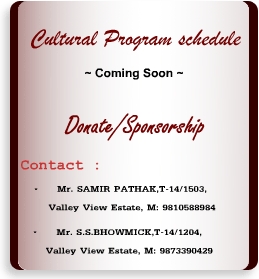 Cultural Program schedule
~ Coming Soon ~
Donate/Sponsorship
Contact :
• Mr. SAMIR PATHAK,T-14/1503,
Valley View Estate, M: 9810588984
• Mr. S.S.BHOWMICK,T-14/1204,
Valley View Estate, M: 9873390429